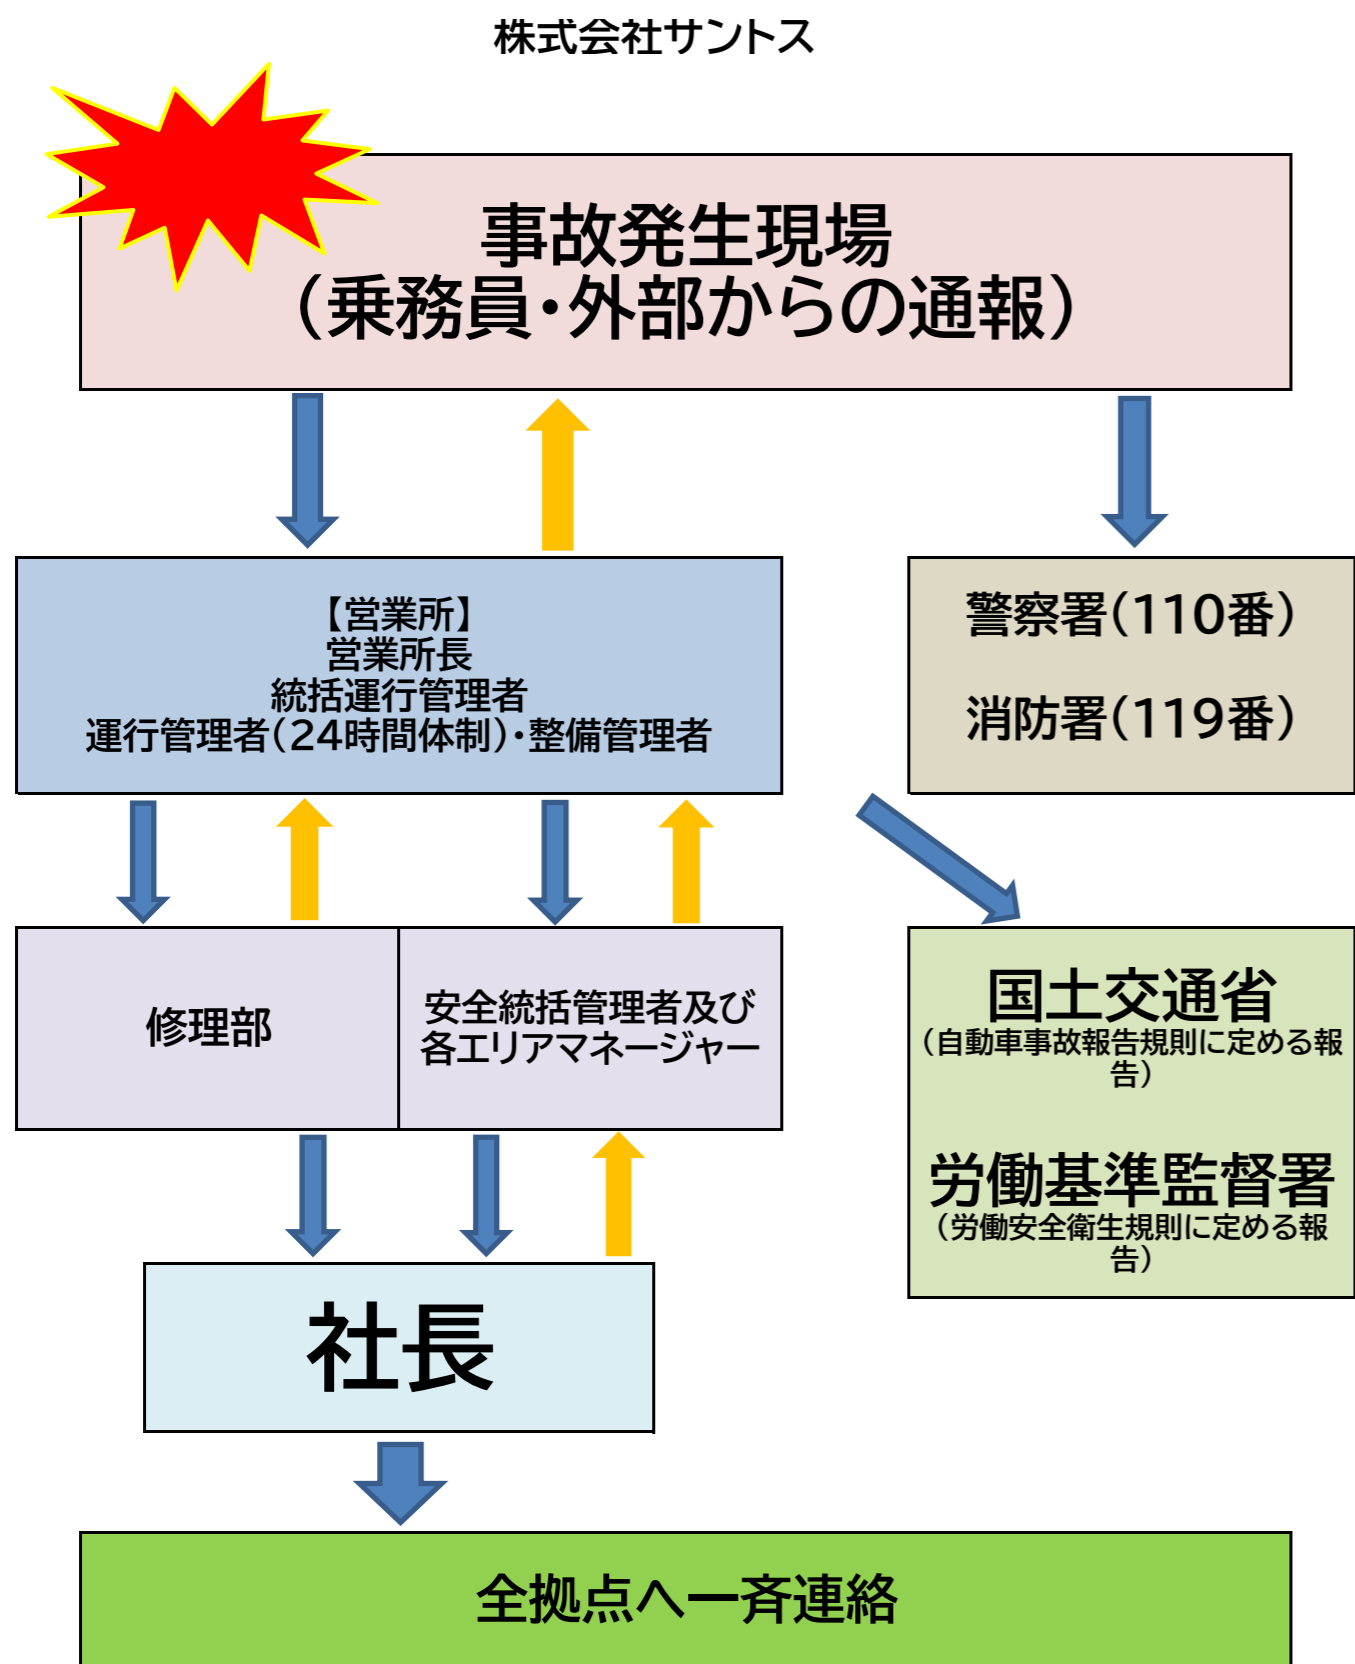 株式会社サントス
事故発生現場
（乗務員・外部からの通報）
【営業所】
営業所長
統括運行管理者
運行管理者（24時間体制）・整備管理者
警察署（110番）
消防署（119番）
修理部
安全統括管理者及び
各エリアマネージャー
国土交通省
（自動車事故報告規則に定める報
告）
労働基準監督署
（労働安全衛生規則に定める報
告）
社長
全拠点へ一斉連絡